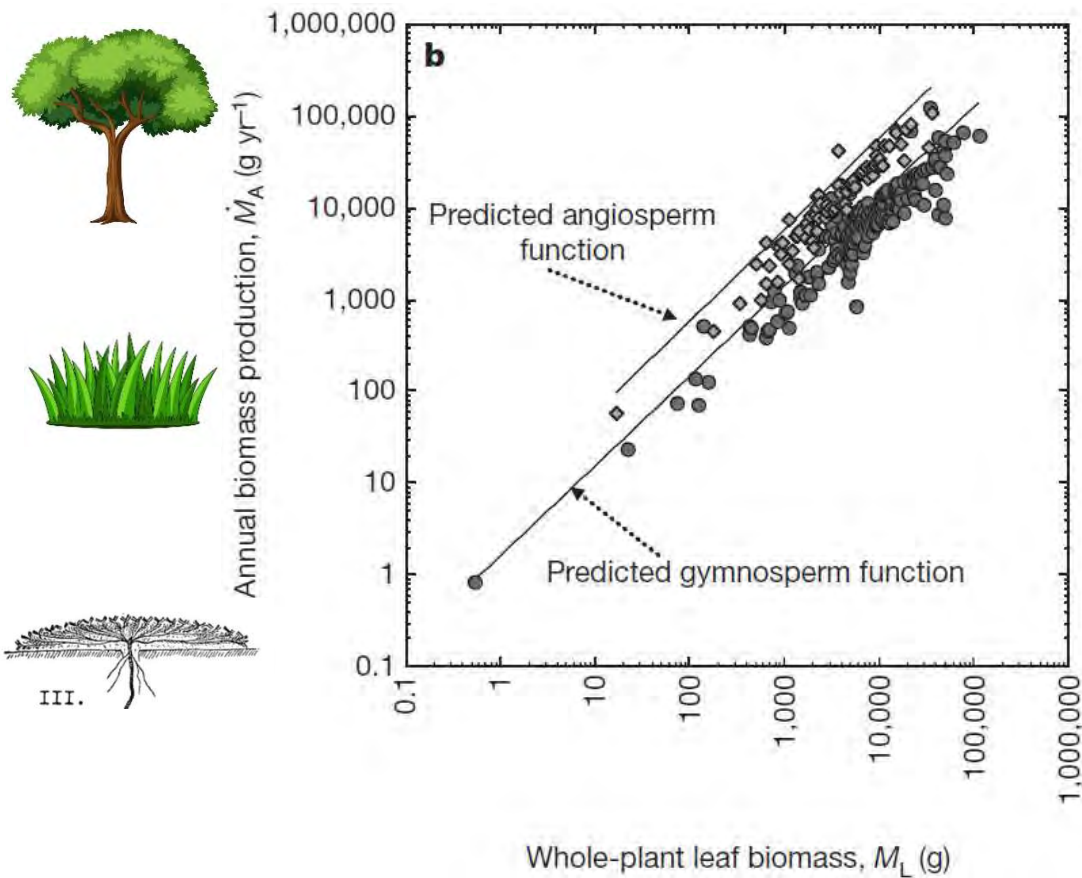 b
Annual biomass production, Ṁ_A (g yr⁻¹)
1,000,000
100,000
10,000
1,000
100
10
1
0.1
Predicted angiosperm
function
Predicted gymnosperm function
III.
0.1
1
10
100
1,000
10,000
100,000
1,000,000
Whole-plant leaf biomass, M_L (g)